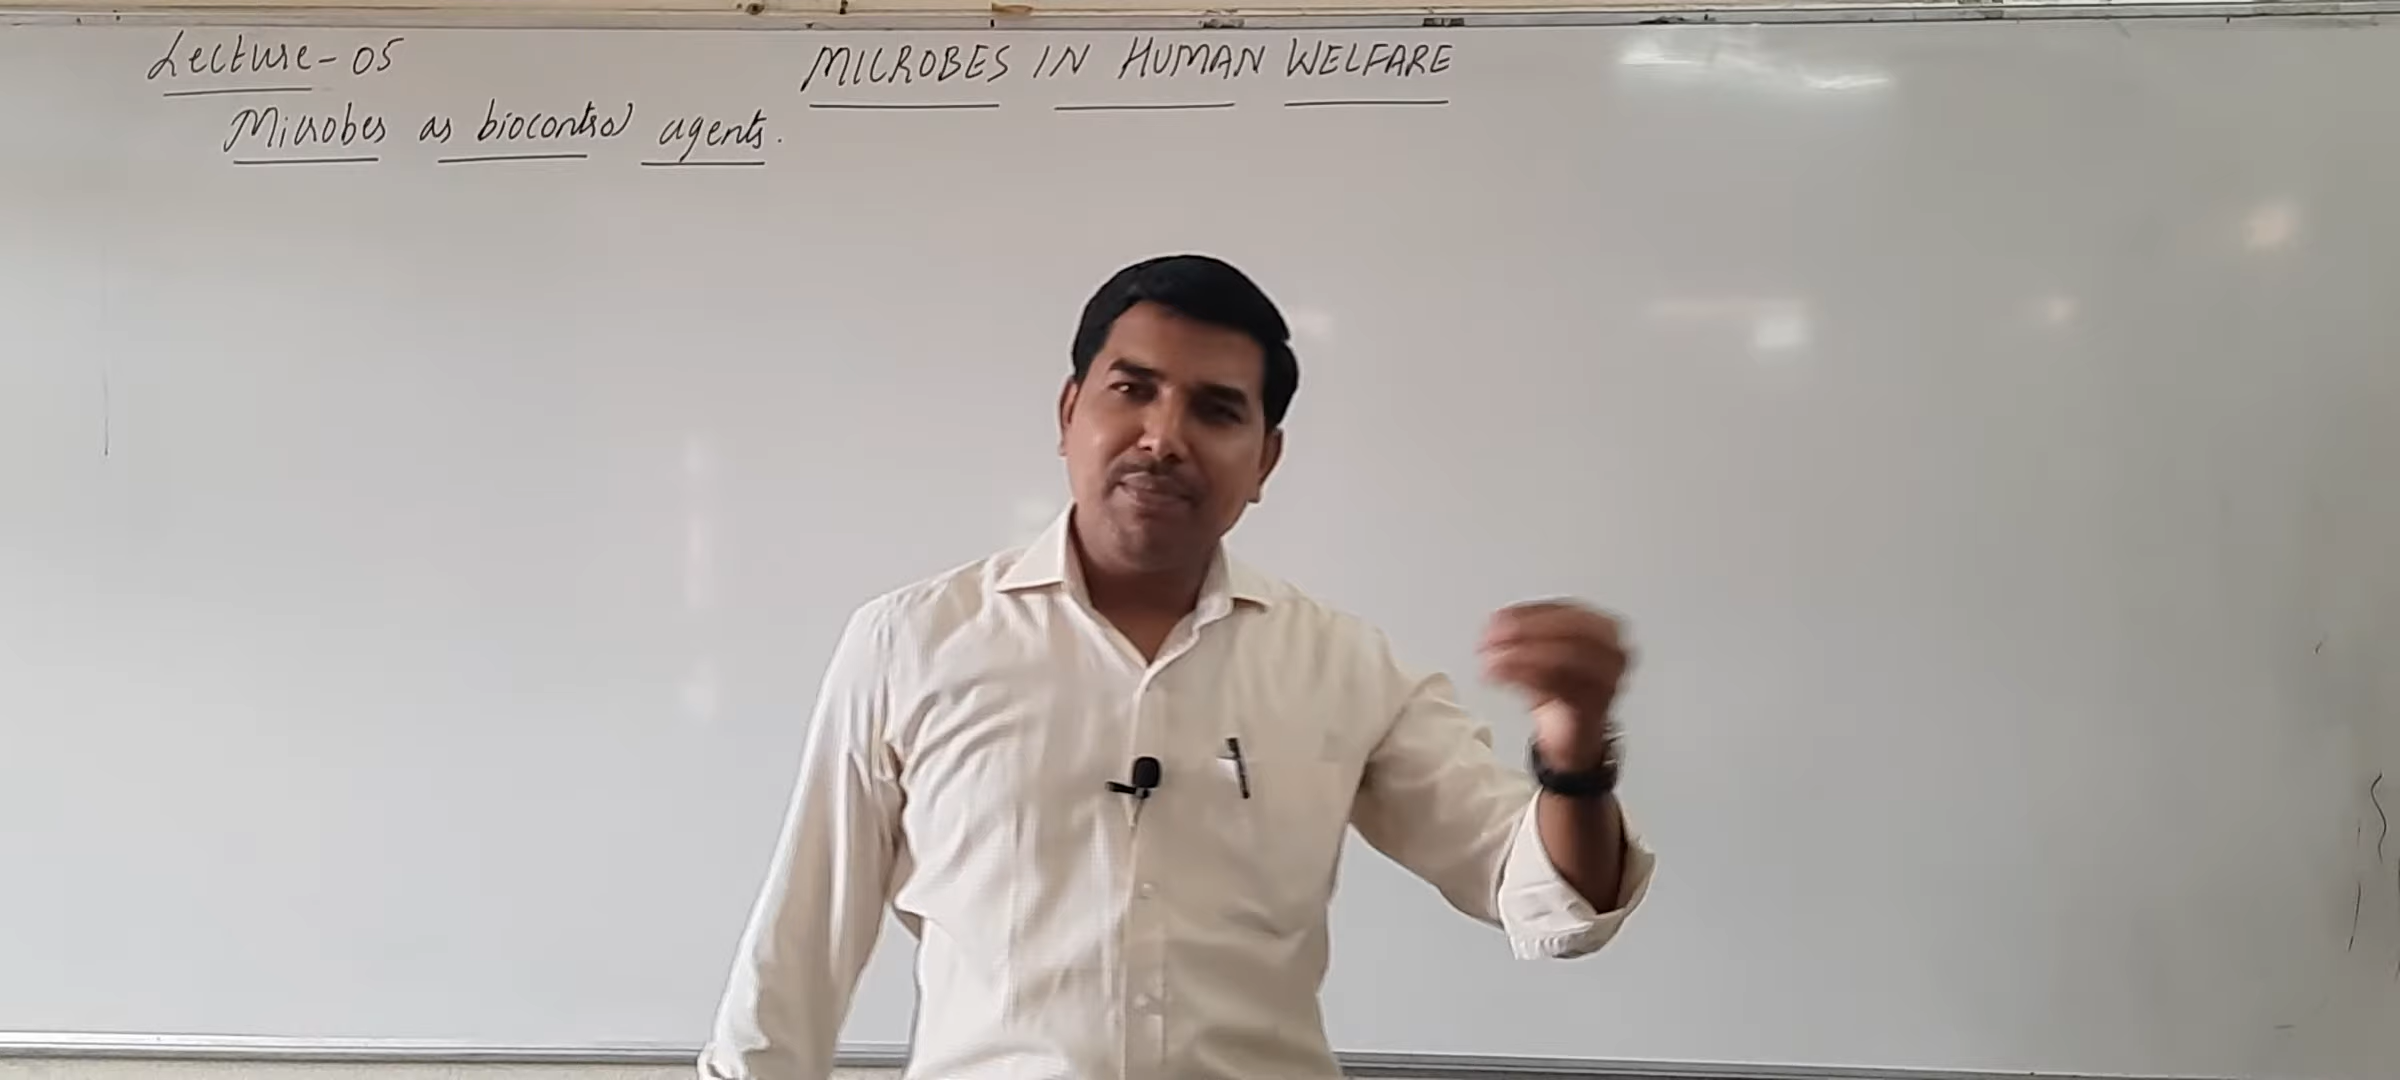 Lecture-05
MICROBES IN HUMAN WELFARE
Microbes as biocontrol agents.